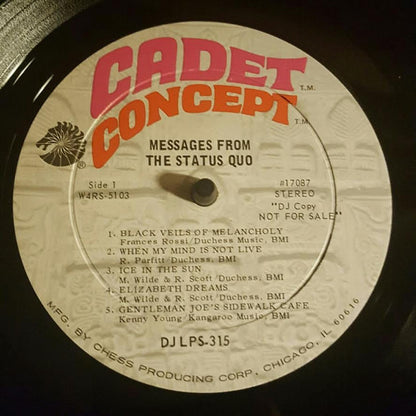 CADET
CONCEPT
T.M.
T.M.
®
MESSAGES FROM
THE STATUS QUO
Side 1
W4RS-5103
#17087
STEREO
"DJ Copy
NOT FOR SALE"
1. BLACK VEILS OF MELANCHOLY
Frances Rossi/Duchess Music, BMI
2. WHEN MY MIND IS NOT LIVE
R. Parfitt/Duchess, BMI
3. ICE IN THE SUN
M. Wilde & R. Scott/Duchess, BMI
4. ELIZABETH DREAMS
M. Wilde & R. Scott/Duchess, BMI
5. GENTLEMAN JOE'S SIDEWALK CAFE
Kenny Young/Kangaroo Music, BMI
DJ LPS-315
MFG. BY CHESS PRODUCING CORP., CHICAGO, IL 60616